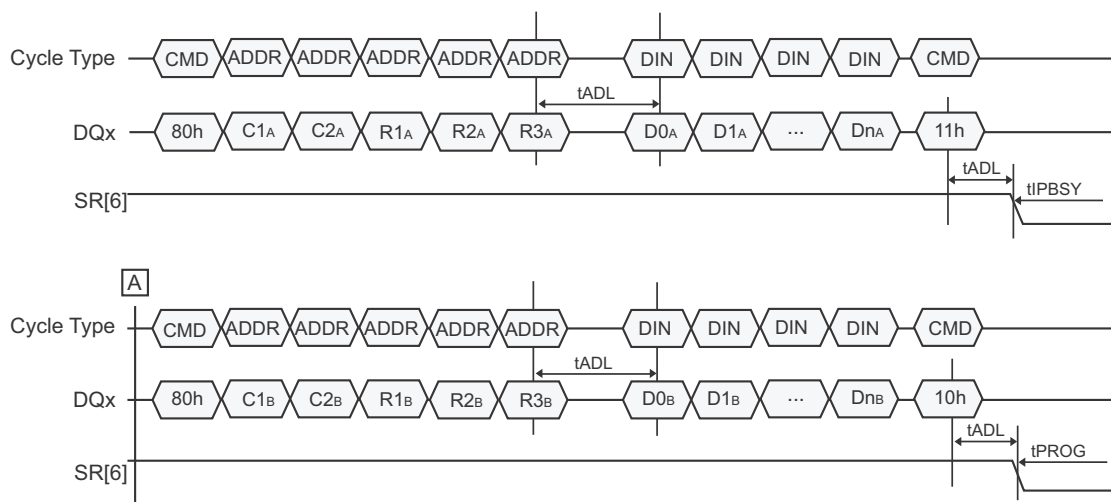 Cycle Type CMD ADDR ADDR ADDR ADDR ADDR DIN DIN DIN DIN CMD
tADL
DQx 80h C1A C2A R1A R2A R3A D0A D1A ... DnA 11h
tADL
SR[6] tIPBSY
A
Cycle Type CMD ADDR ADDR ADDR ADDR ADDR DIN DIN DIN DIN CMD
tADL
DQx 80h C1B C2B R1B R2B R3B D0B D1B ... DnB 10h
tADL
SR[6] tPROG